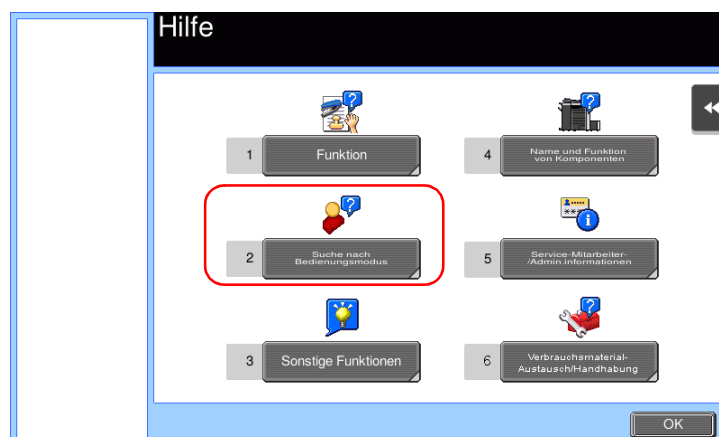 Hilfe
1 Funktion
4 Name und Funktion
von Komponenten
2 Suche nach
Bedienungsmodus
5 Service-Mitarbeiter-
/Admin.informationen
3 Sonstige Funktionen
6 Verbrauchsmaterial-
Austausch/Handhabung
OK